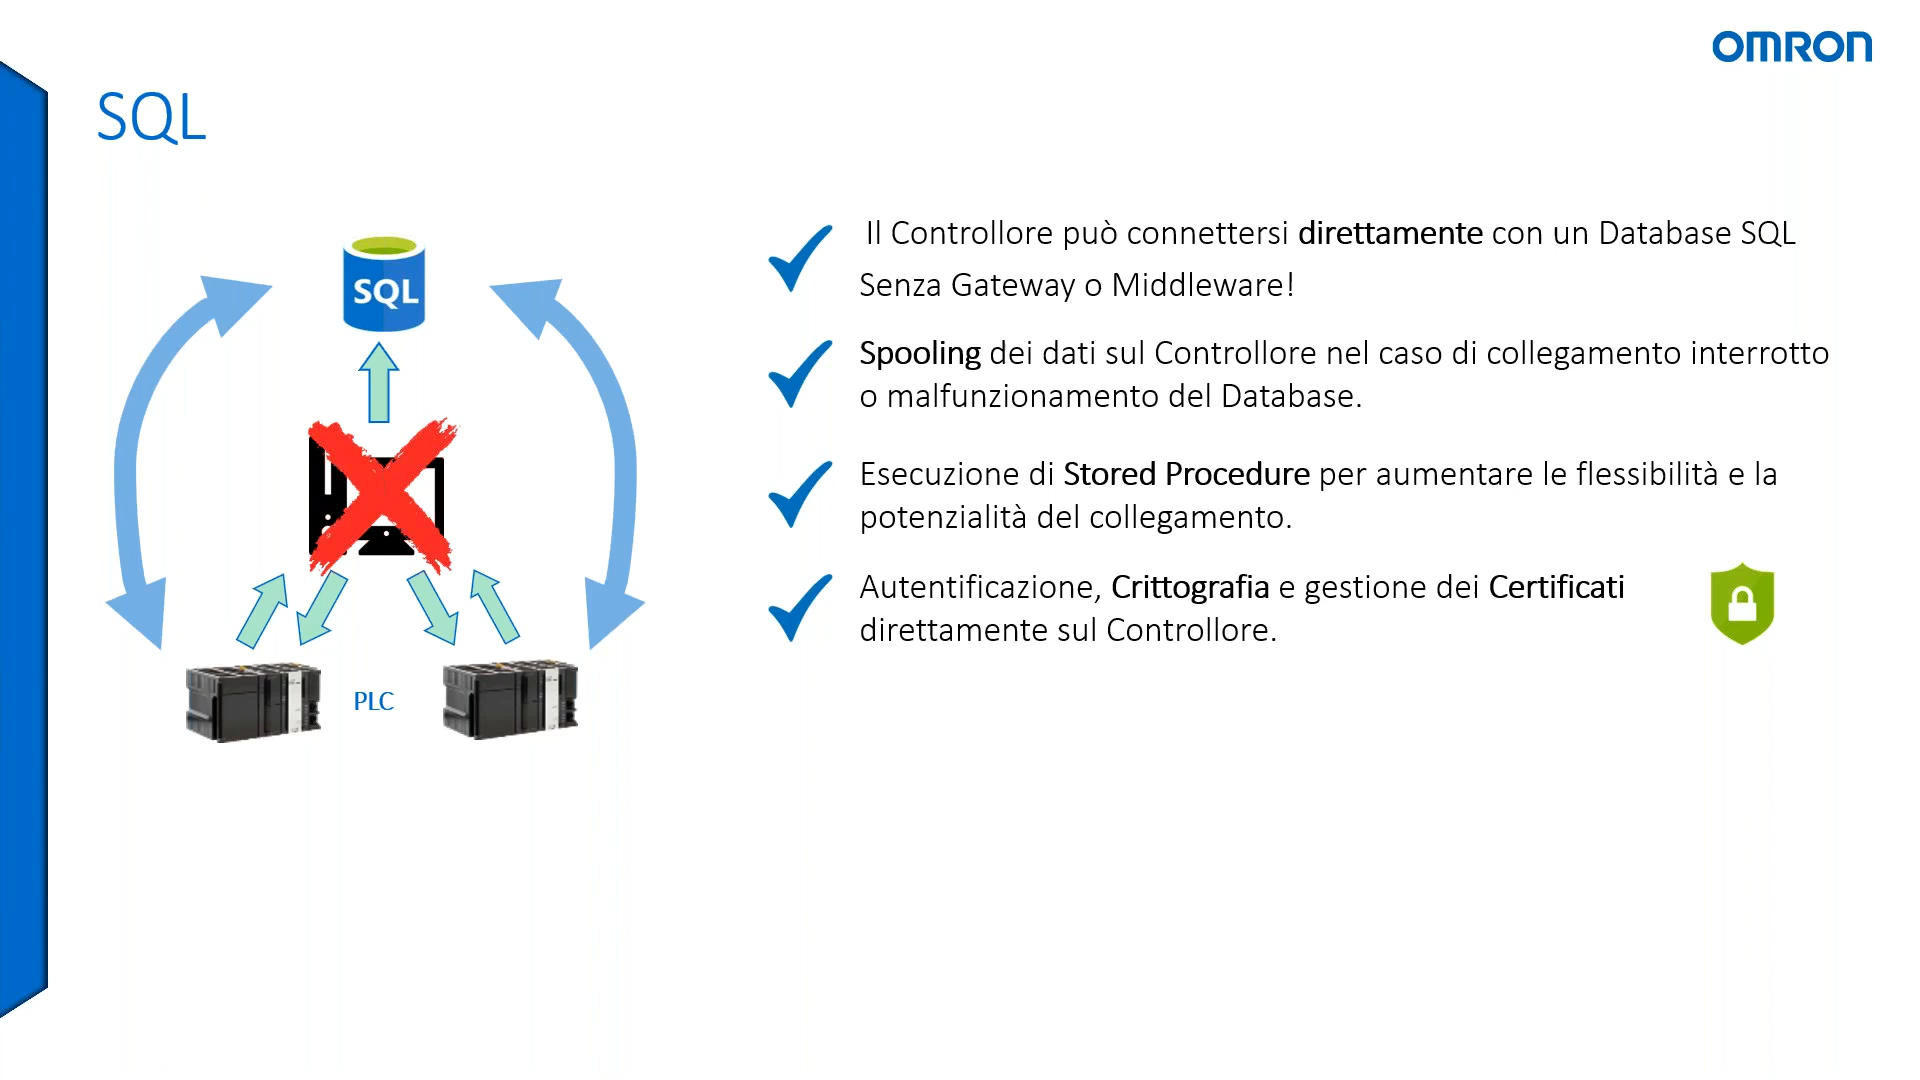 OMRON
SQL
SQL
PLC
Il Controllore può connettersi direttamente con un Database SQL
Senza Gateway o Middleware!
Spooling dei dati sul Controllore nel caso di collegamento interrotto
o malfunzionamento del Database.
Esecuzione di Stored Procedure per aumentare le flessibilità e la
potenzialità del collegamento.
Autentificazione, Crittografia e gestione dei Certificati
direttamente sul Controllore.